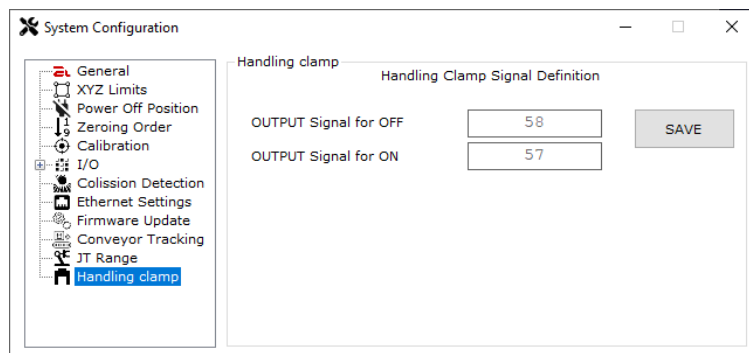 System Configuration
General
XYZ Limits
Power Off Position
Zeroing Order
Calibration
I/O
Colission Detection
Ethernet Settings
Firmware Update
Conveyor Tracking
JT Range
Handling clamp
Handling clamp
Handling Clamp Signal Definition
OUTPUT Signal for OFF 58
OUTPUT Signal for ON 57
SAVE